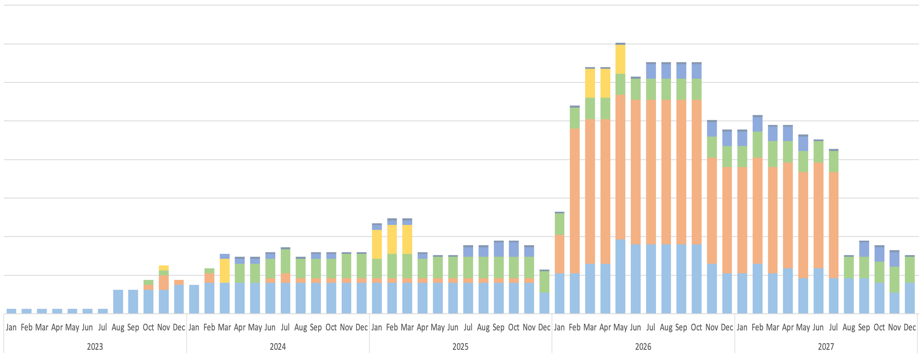 Jan Feb Mar Apr May Jun Jul Aug Sep Oct Nov Dec Jan Feb Mar Apr May Jun Jul Aug Sep Oct Nov Dec Jan Feb Mar Apr May Jun Jul Aug Sep Oct Nov Dec Jan Feb Mar Apr May Jun Jul Aug Sep Oct Nov Dec Jan Feb Mar Apr May Jun Jul Aug Sep Oct Nov Dec
2023 2024 2025 2026 2027